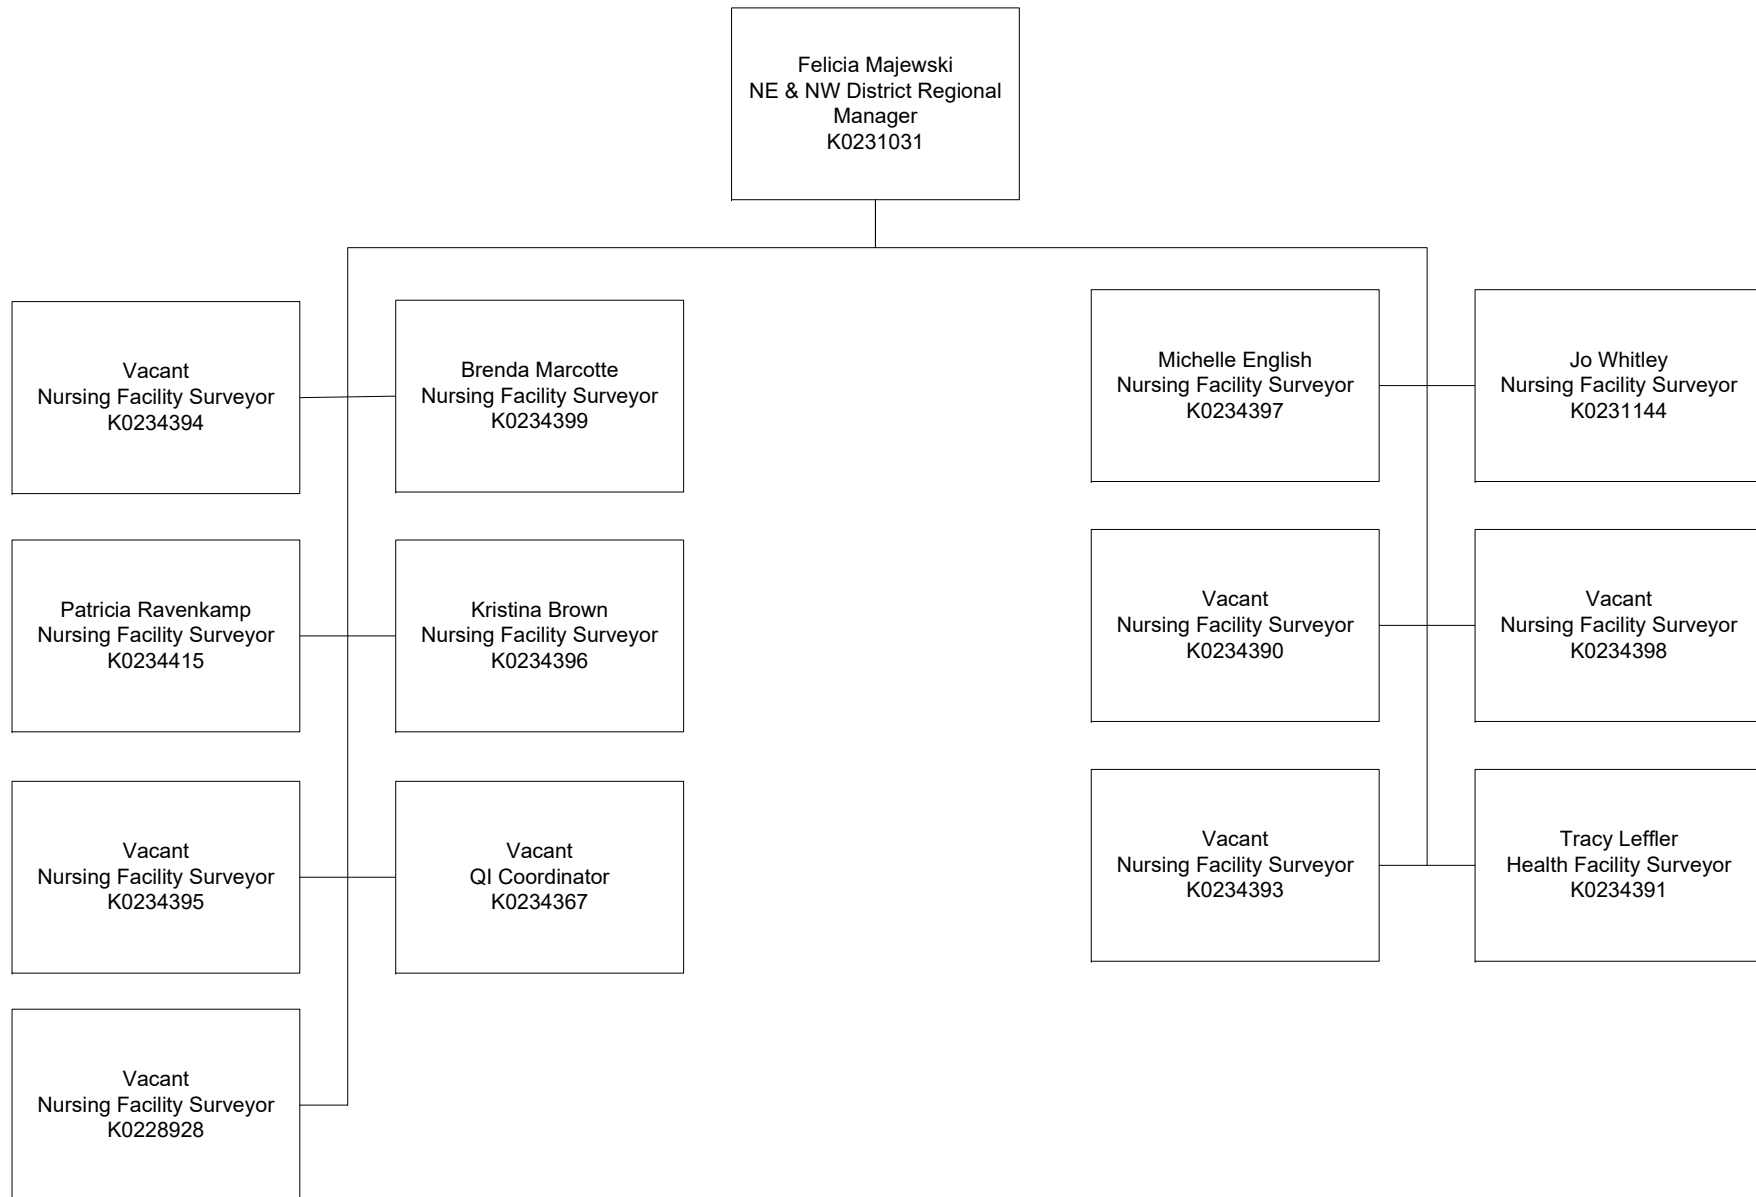 Felicia Majewski
NE & NW District Regional
Manager
K0231031
Vacant
Nursing Facility Surveyor
K0234394
Brenda Marcotte
Nursing Facility Surveyor
K0234399
Michelle English
Nursing Facility Surveyor
K0234397
Jo Whitley
Nursing Facility Surveyor
K0231144
Patricia Ravenkamp
Nursing Facility Surveyor
K0234415
Kristina Brown
Nursing Facility Surveyor
K0234396
Vacant
Nursing Facility Surveyor
K0234390
Vacant
Nursing Facility Surveyor
K0234398
Vacant
Nursing Facility Surveyor
K0234395
Vacant
QI Coordinator
K0234367
Vacant
Nursing Facility Surveyor
K0234393
Tracy Leffler
Health Facility Surveyor
K0234391
Vacant
Nursing Facility Surveyor
K0228928